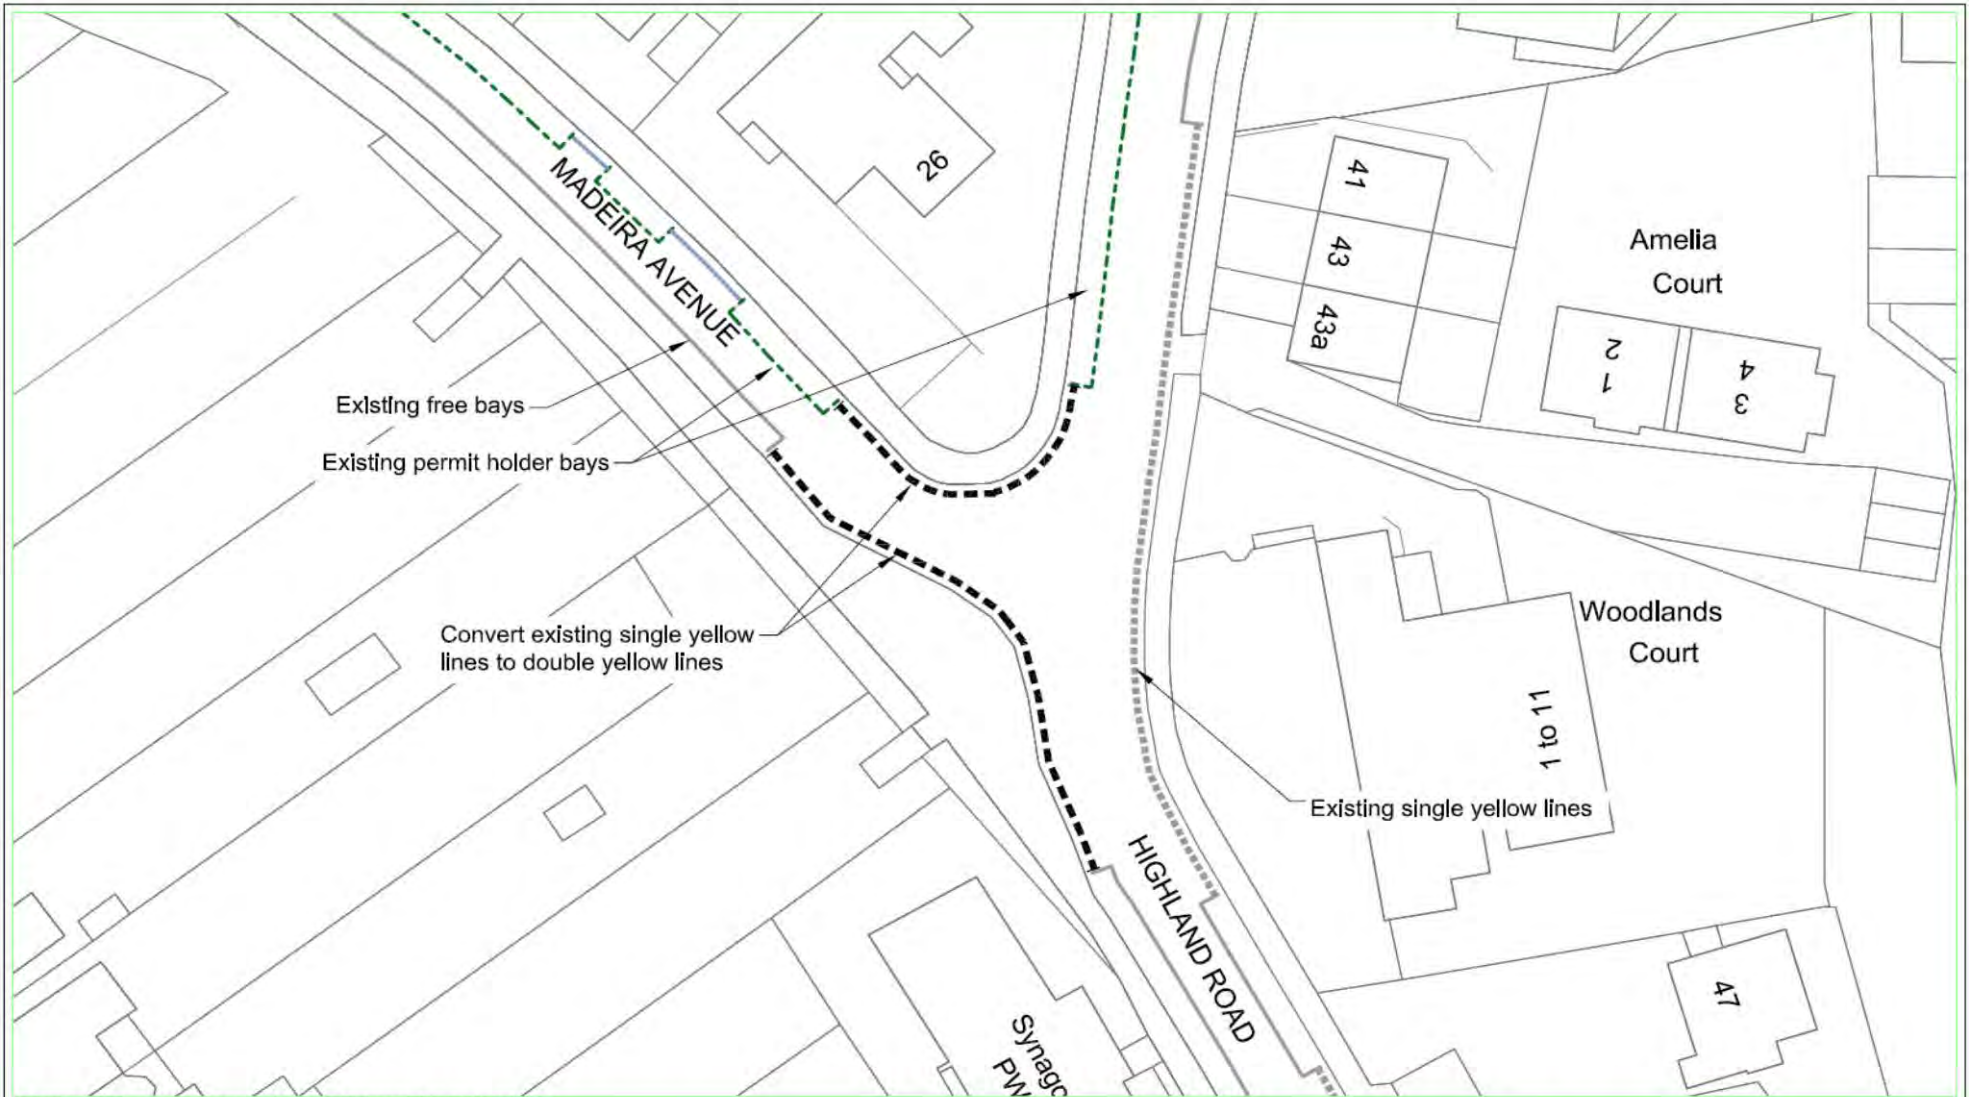 26
41
43
43a
Amelia
Court
2
1
4
3
MADEIRA AVENUE
Existing free bays
Existing permit holder bays
Convert existing single yellow
lines to double yellow lines
Woodlands
Court
1 to 11
Existing single yellow lines
HIGHLAND ROAD
47
Synago
PW